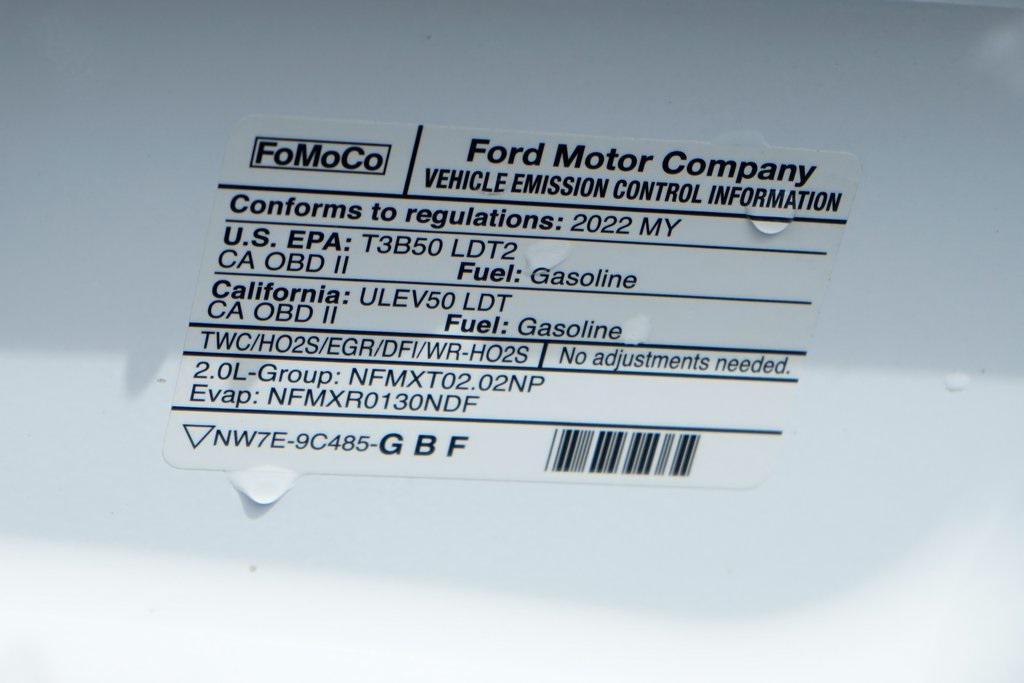 FoMoCo
Ford Motor Company
VEHICLE EMISSION CONTROL INFORMATION
Conforms to regulations: 2022 MY
U.S. EPA: T3B50 LDT2
CA OBD II Fuel: Gasoline
California: ULEV50 LDT
CA OBD II Fuel: Gasoline
TWC/HO2S/EGR/DFI/WR-HO2S No adjustments needed.
2.0L-Group: NFMXT02.02NP
Evap: NFMXR0130NDF
▽NW7E-9C485-G B F